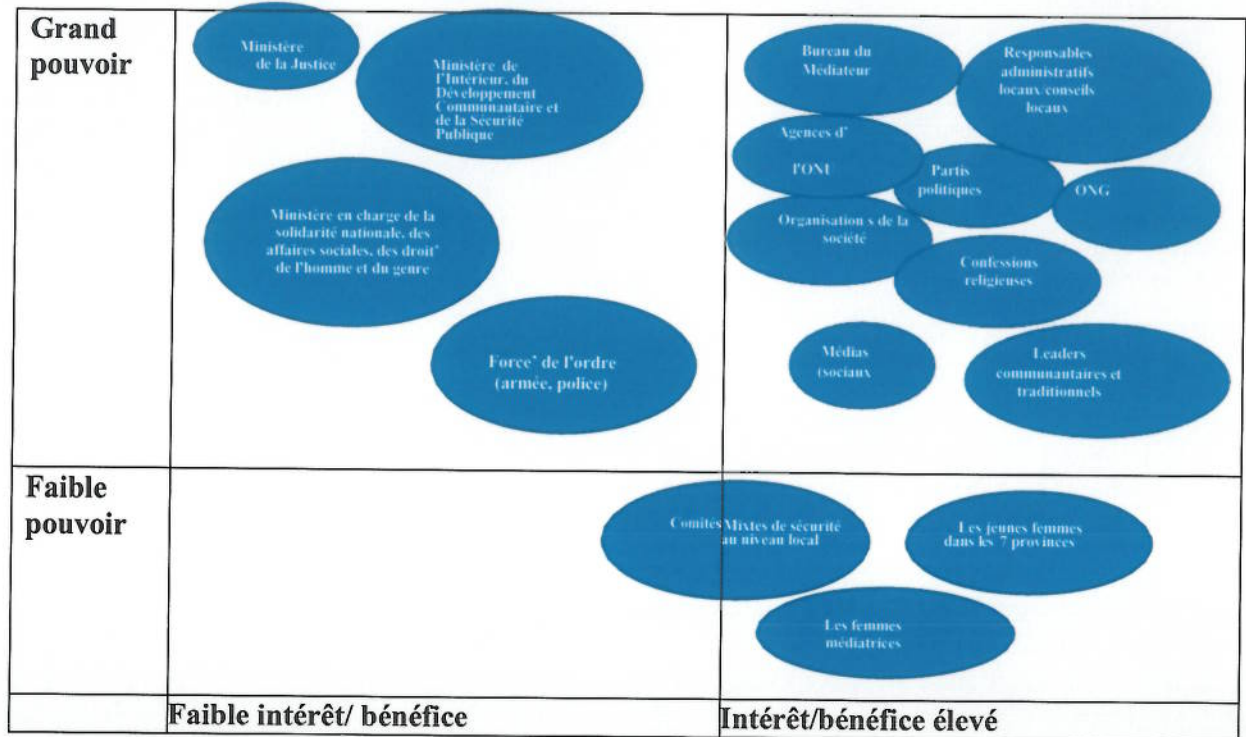 Grand
pouvoir
Ministère
de la Justice
Ministère de
l'Intérieur, du
Développement
Communautaire et
de la Sécurité
Publique
Ministère en charge de la
solidarité nationale, des
affaires sociales, des droit'
de l'homme et du genre
Force' de l'ordre
(armée, police)
Bureau du
Médiateur
Responsables
administratifs
locaux/conseils
locaux
Agences d'
l'ONU
Partis
politiques
ONG
Organisation s de la
société
Confessions
religieuses
Médias
(sociaux
Leaders
communautaires et
traditionnels
Faible
pouvoir
Comites Mixtes de sécurité
au niveau local
Les jeunes femmes
dans les 7 provinces
Les femmes
médiatrices
Faible intérêt/ bénéfice
Intérêt/bénéfice élevé